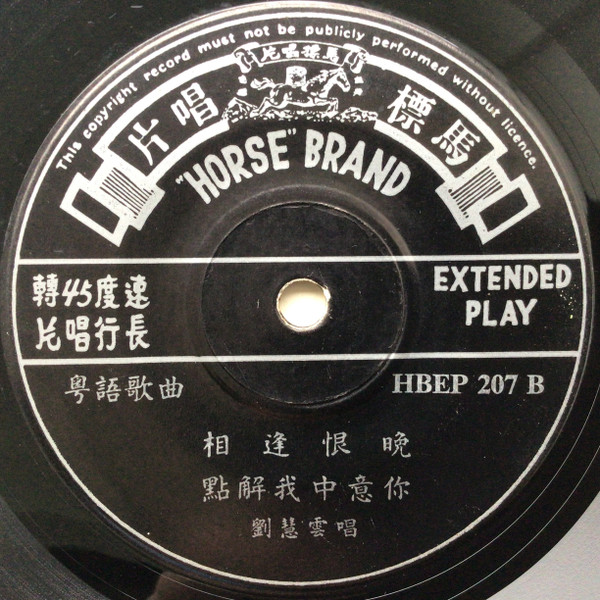 This copyright record must not be publicly performed without licence.
片唱標馬
片唱 標馬
"HORSE" BRAND
轉45度速
片唱行長
EXTENDED
PLAY
粵語歌曲
HBEP 207 B
相逢恨晚
點解我中意你
劉慧雲唱